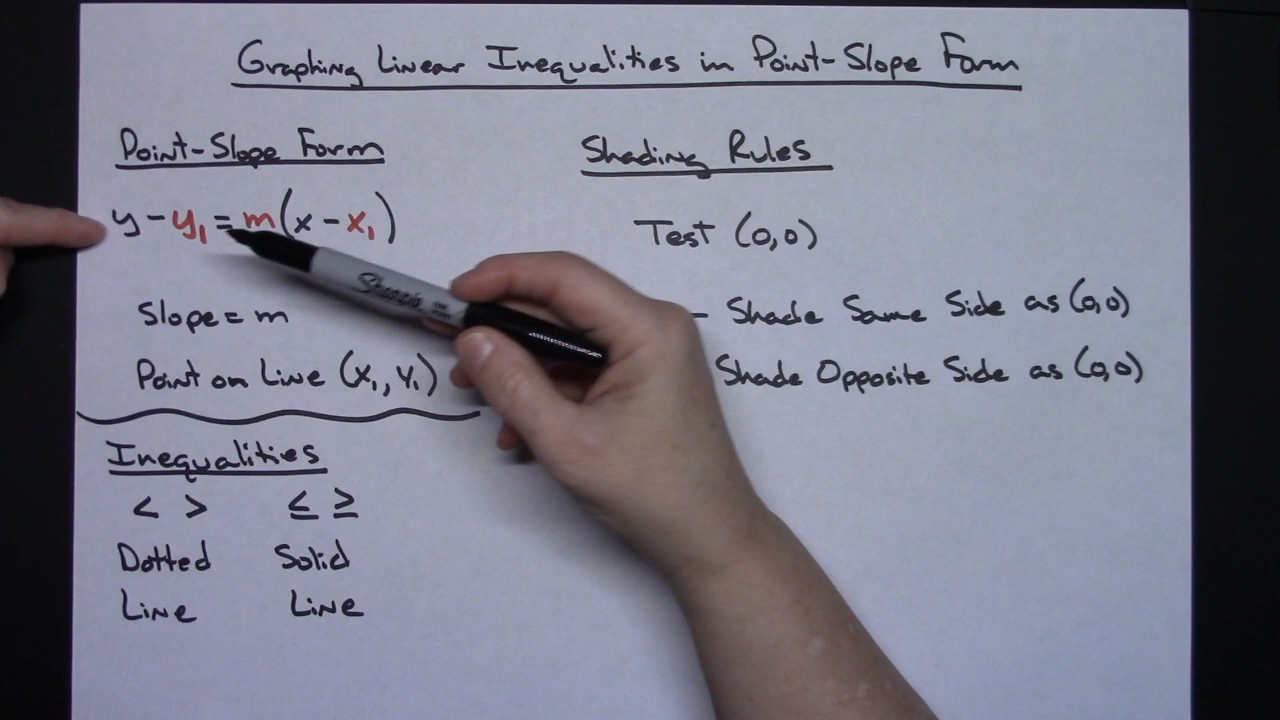 Graphing Linear Inequalities in Point-Slope Form
Point-Slope Form
y - y₁ = m(x - x₁)
Slope = m
Point on Line (x₁, y₁)
Inequalities
< > ≤ ≥
Dotted Solid
Line Line
Shading Rules
Test (0,0)
- Shade Same Side as (0,0)
Shade Opposite Side as (0,0)
Sharpie